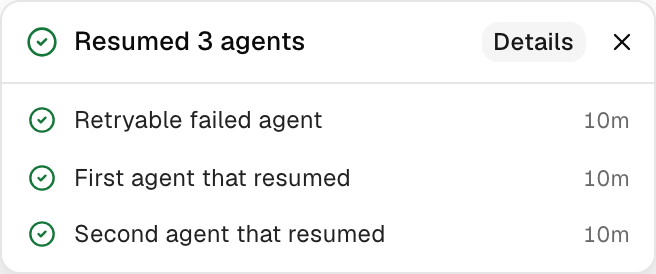 Resumed 3 agents Details
Retryable failed agent 10m
First agent that resumed 10m
Second agent that resumed 10m